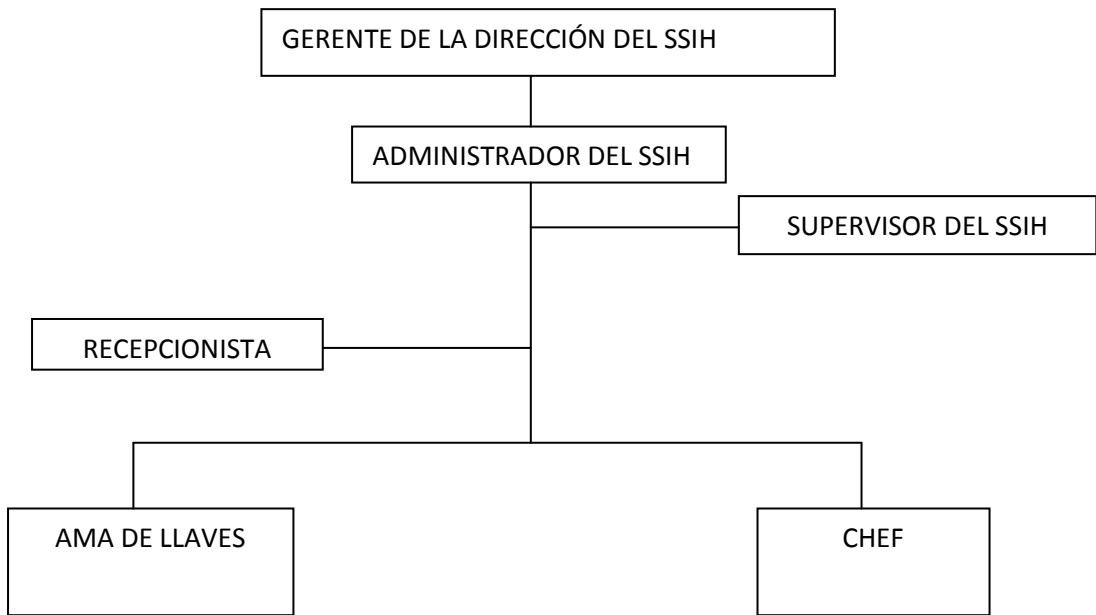 GERENTE DE LA DIRECCIÓN DEL SSIH
ADMINISTRADOR DEL SSIH
SUPERVISOR DEL SSIH
RECEPCIONISTA
AMA DE LLAVES
CHEF